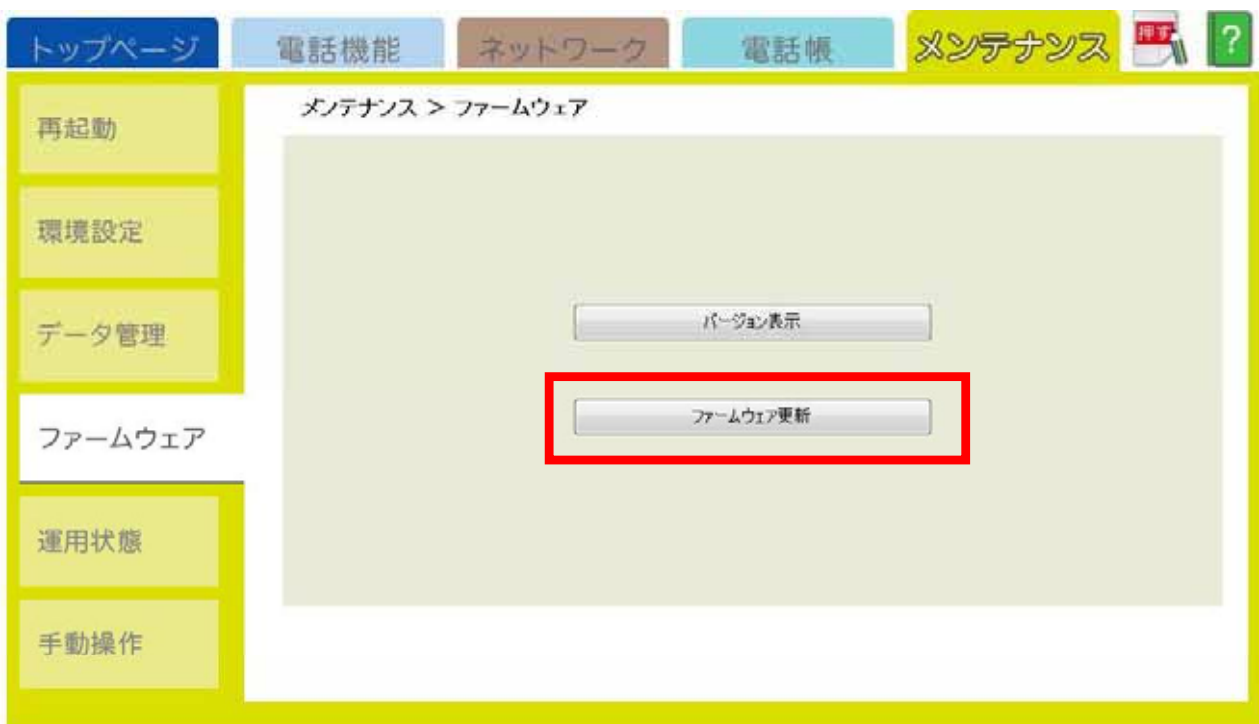 トップページ
電話機能
ネットワーク
電話帳
メンテナンス
押す
?
再起動
環境設定
データ管理
ファームウェア
運用状態
手動操作
メンテナンス > ファームウェア
バージョン表示
ファームウェア更新